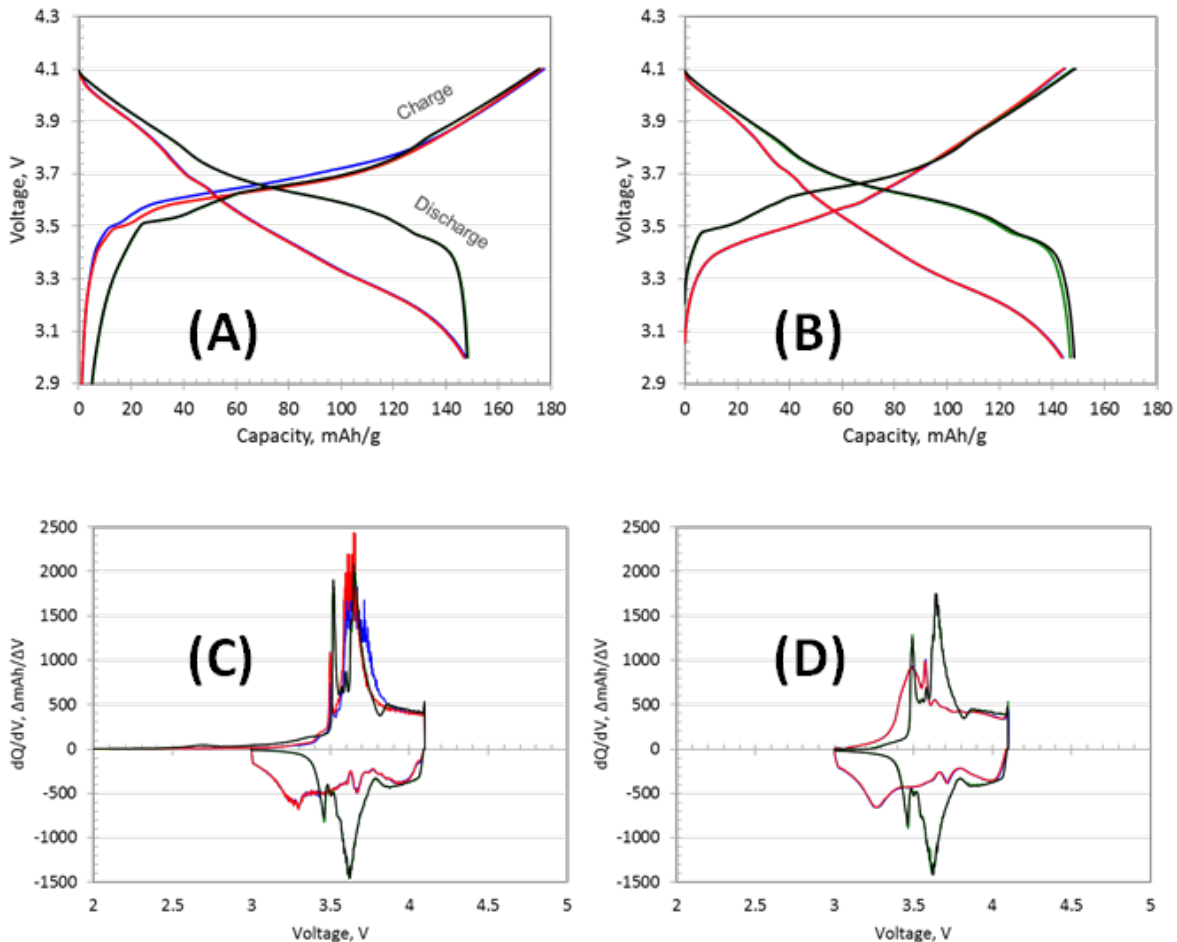 4.3
4.1
3.9
3.7
3.5
3.3
3.1
2.9
Voltage, V
Charge
Discharge
(A)
0 20 40 60 80 100 120 140 160 180
Capacity, mAh/g
4.3
4.1
3.9
3.7
3.5
3.3
3.1
2.9
Voltage, V
(B)
0 20 40 60 80 100 120 140 160 180
Capacity, mAh/g
2500
2000
1500
1000
500
0
-500
-1000
-1500
dQ/dV, ΔmAh/ΔV
(C)
2 2.5 3 3.5 4 4.5 5
Voltage, V
2500
2000
1500
1000
500
0
-500
-1000
-1500
dQ/dV, ΔmAh/ΔV
(D)
2 2.5 3 3.5 4 4.5 5
Voltage, V